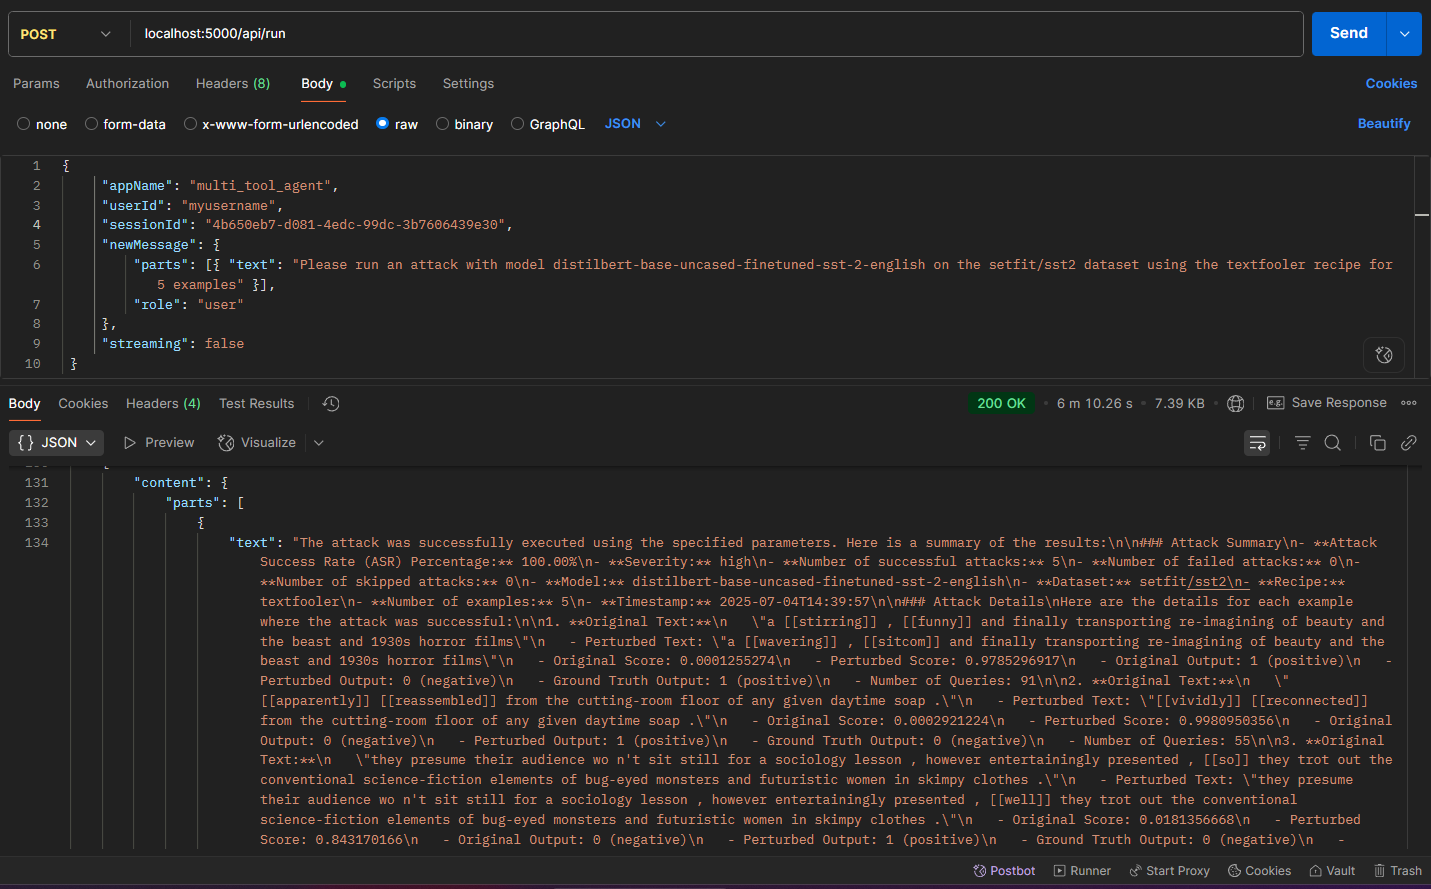 POST
localhost:5000/api/run
Send
Params
Authorization
Headers (8)
Body
Scripts
Settings
Cookies
none
form-data
x-www-form-urlencoded
raw
binary
GraphQL
JSON
Beautify
1 {
2 "appName": "multi_tool_agent",
3 "userId": "myusername",
4 "sessionId": "4b650eb7-d081-4edc-99dc-3b7606439e30",
5 "newMessage": {
6 "parts": [{ "text": "Please run an attack with model distilbert-base-uncased-finetuned-sst-2-english on the setfit/sst2 dataset using the textfooler recipe for
5 examples" }],
7 "role": "user"
8 },
9 "streaming": false
10 }
Body
Cookies
Headers (4)
Test Results
200 OK
6 m 10.26 s
7.39 KB
e.g. Save Response
{} JSON
Preview
Visualize
131 "content": {
132 "parts": [
133 {
134 "text": "The attack was successfully executed using the specified parameters. Here is a summary of the results:\n\n### Attack Summary\n- **Attack
Success Rate (ASR) Percentage:** 100.00%\n- **Severity:** high\n- **Number of successful attacks:** 5\n- **Number of failed attacks:** 0\n-
**Number of skipped attacks:** 0\n- **Model:** distilbert-base-uncased-finetuned-sst-2-english\n- **Dataset:** setfit/sst2\n- **Recipe:**
textfooler\n- **Number of examples:** 5\n- **Timestamp:** 2025-07-04T14:39:57\n\n### Attack Details\nHere are the details for each example
where the attack was successful:\n\n1. **Original Text:**\n   \"a [[stirring]] , [[funny]] and finally transporting re-imagining of beauty and
the beast and 1930s horror films\"\n   - Perturbed Text: \"a [[wavering]] , [[sitcom]] and finally transporting re-imagining of beauty and the
beast and 1930s horror films\"\n   - Original Score: 0.0001255274\n   - Perturbed Score: 0.9785296917\n   - Original Output: 1 (positive)\n   -
Perturbed Output: 0 (negative)\n   - Ground Truth Output: 1 (positive)\n   - Number of Queries: 91\n\n2. **Original Text:**\n   \"
[[apparently]] [[reassembled]] from the cutting-room floor of any given daytime soap .\"\n   - Perturbed Text: \"[[vividly]] [[reconnected]]
from the cutting-room floor of any given daytime soap .\"\n   - Original Score: 0.0002921224\n   - Perturbed Score: 0.9980950356\n   - Original
Output: 0 (negative)\n   - Perturbed Output: 1 (positive)\n   - Ground Truth Output: 0 (negative)\n   - Number of Queries: 55\n\n3. **Original
Text:**\n   \"they presume their audience wo n't sit still for a sociology lesson , however entertainingly presented , [[so]] they trot out the
conventional science-fiction elements of bug-eyed monsters and futuristic women in skimpy clothes .\"\n   - Perturbed Text: \"they presume
their audience wo n't sit still for a sociology lesson , however entertainingly presented , [[well]] they trot out the conventional
science-fiction elements of bug-eyed monsters and futuristic women in skimpy clothes .\"\n   - Original Score: 0.0181356668\n   - Perturbed
Score: 0.843170166\n   - Original Output: 0 (negative)\n   - Perturbed Output: 1 (positive)\n   - Ground Truth Output: 0 (negative)\n   -
Postbot
Runner
Start Proxy
Cookies
Vault
Trash